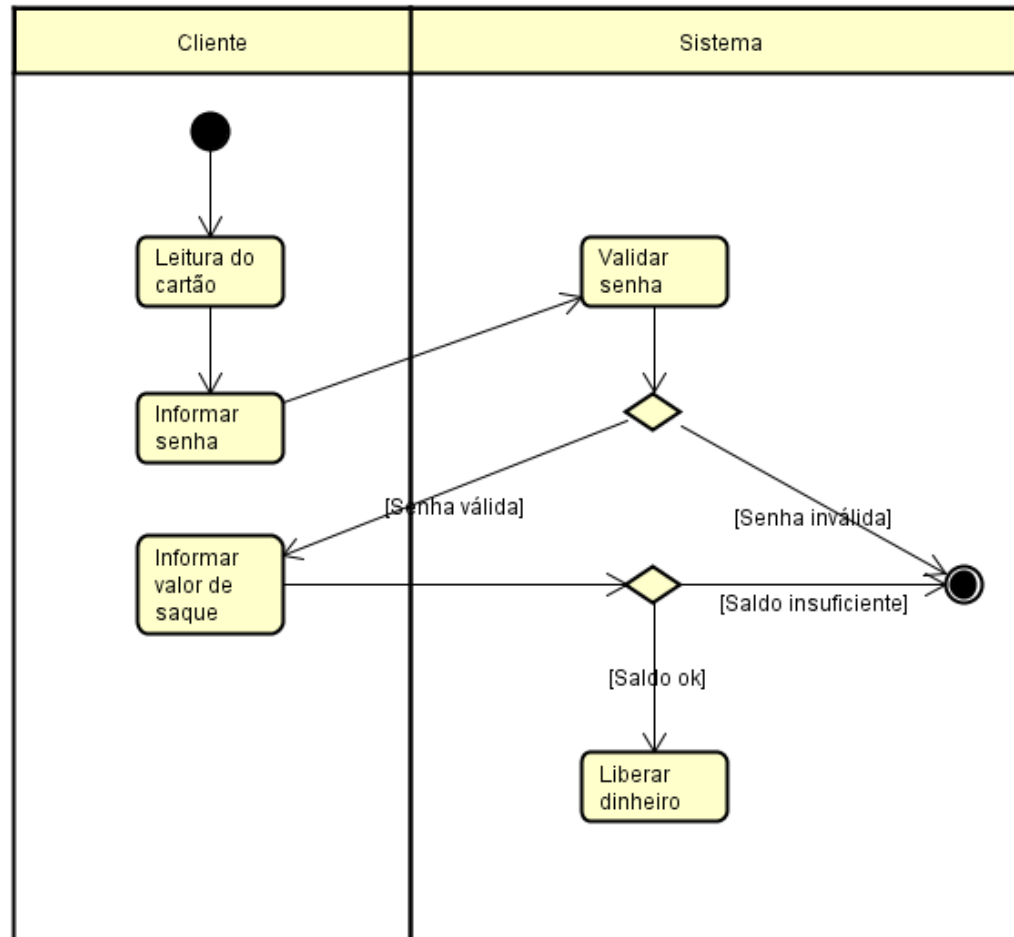 Cliente
Sistema
Leitura do
cartão
Validar
senha
Informar
senha
[Senha válida]
[Senha inválida]
Informar
valor de
saque
[Saldo insuficiente]
[Saldo ok]
Liberar
dinheiro